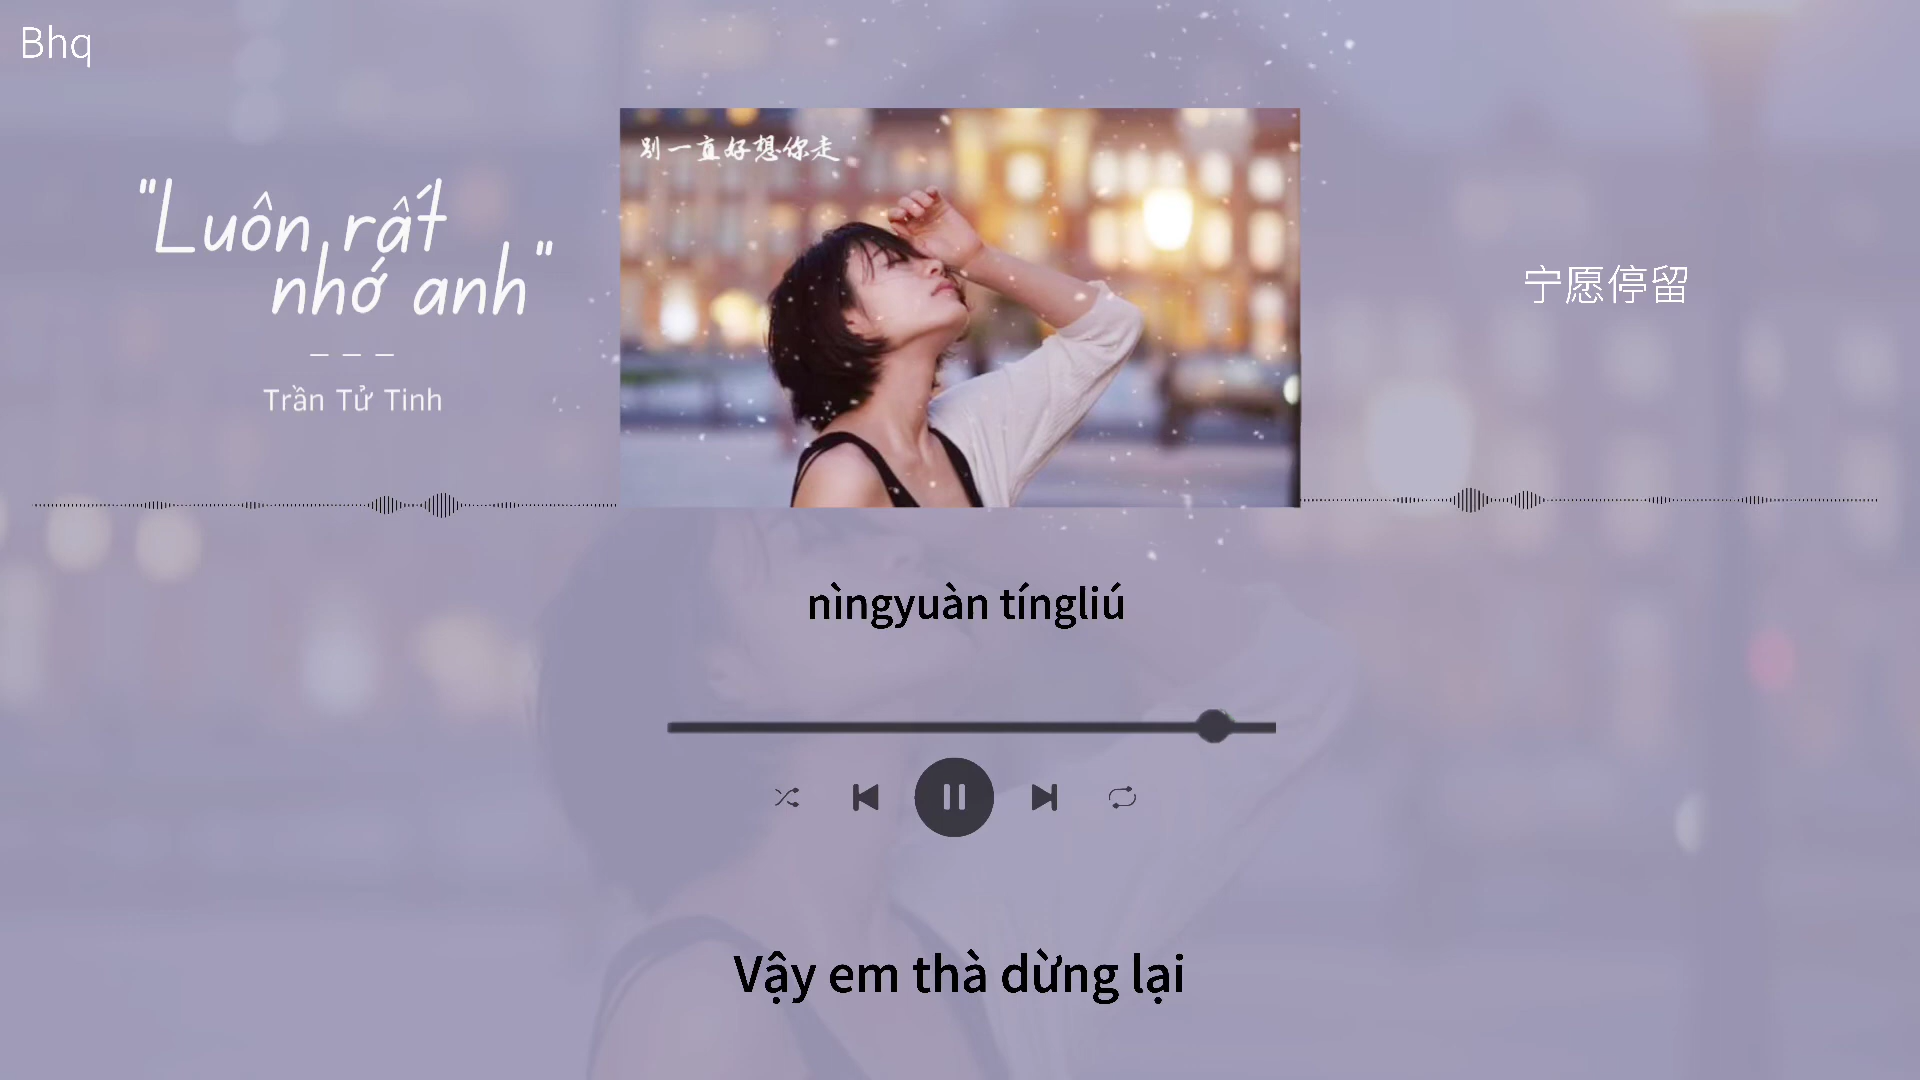 Bhq
别一直好想你走
"Luôn rất
nhớ anh"
– – –
Trần Tử Tinh
宁愿停留
nìngyuàn tíngliú
Vậy em thà dừng lại